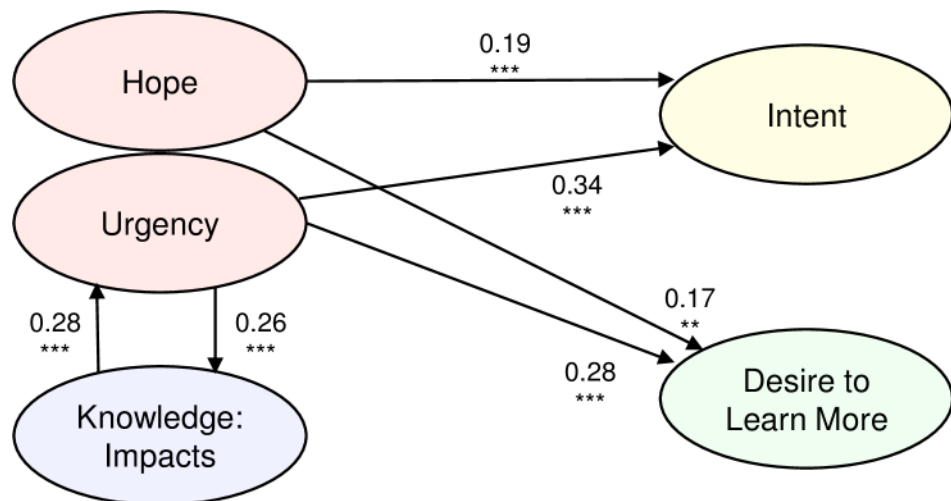 Hope
0.19
***
Intent
Urgency
0.34
***
0.28
***
0.26
***
0.17
**
0.28
***
Knowledge:
Impacts
Desire to
Learn More